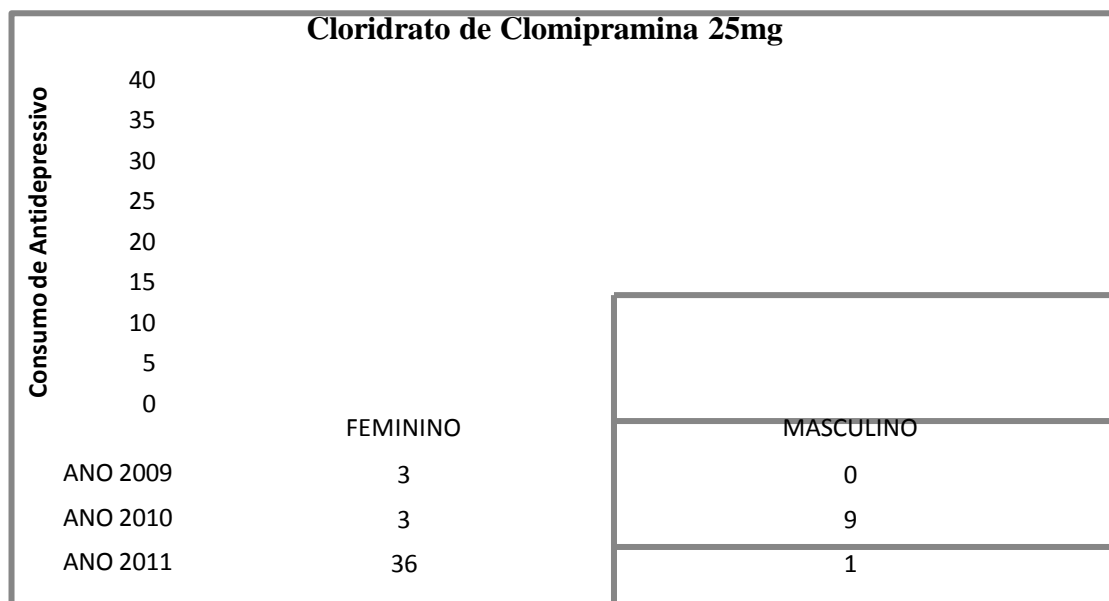 Cloridrato de Clomipramina 25mg
Consumo de Antidepressivo
40
35
30
25
20
15
10
5
0
FEMININO MASCULINO
ANO 2009 3 0
ANO 2010 3 9
ANO 2011 36 1